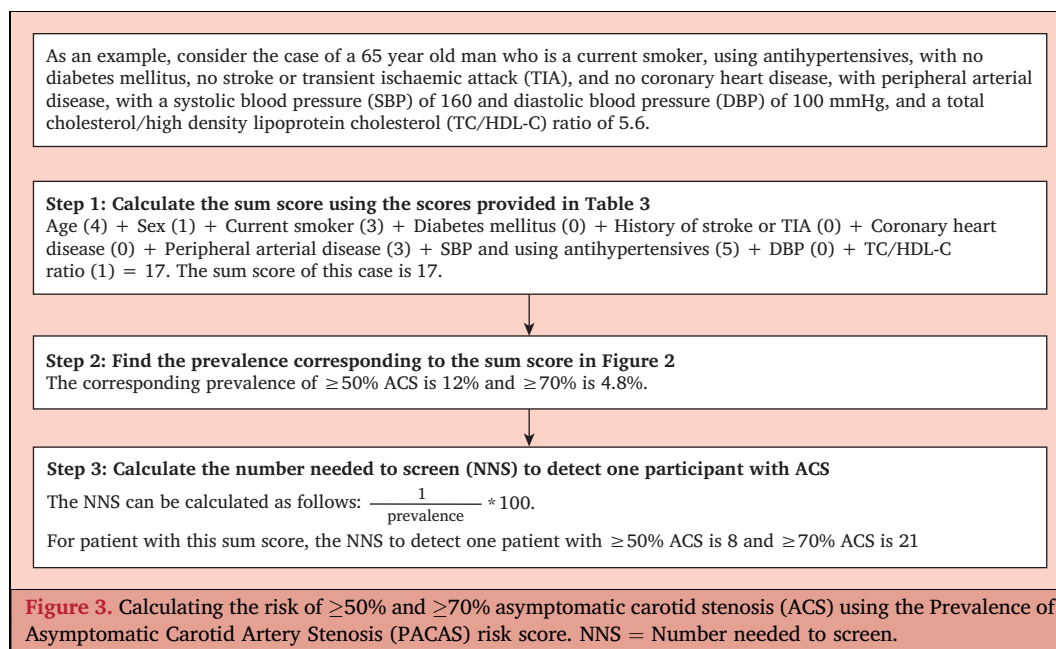 As an example, consider the case of a 65 year old man who is a current smoker, using antihypertensives, with no
diabetes mellitus, no stroke or transient ischaemic attack (TIA), and no coronary heart disease, with peripheral arterial
disease, with a systolic blood pressure (SBP) of 160 and diastolic blood pressure (DBP) of 100 mmHg, and a total
cholesterol/high density lipoprotein cholesterol (TC/HDL-C) ratio of 5.6.
Step 1: Calculate the sum score using the scores provided in Table 3
Age (4) + Sex (1) + Current smoker (3) + Diabetes mellitus (0) + History of stroke or TIA (0) + Coronary heart
disease (0) + Peripheral arterial disease (3) + SBP and using antihypertensives (5) + DBP (0) + TC/HDL-C
ratio (1) = 17. The sum score of this case is 17.
Step 2: Find the prevalence corresponding to the sum score in Figure 2
The corresponding prevalence of ≥50% ACS is 12% and ≥70% is 4.8%.
Step 3: Calculate the number needed to screen (NNS) to detect one participant with ACS
The NNS can be calculated as follows: 1/prevalence * 100.
For patient with this sum score, the NNS to detect one patient with ≥50% ACS is 8 and ≥70% ACS is 21
Figure 3. Calculating the risk of ≥50% and ≥70% asymptomatic carotid stenosis (ACS) using the Prevalence of
Asymptomatic Carotid Artery Stenosis (PACAS) risk score. NNS = Number needed to screen.